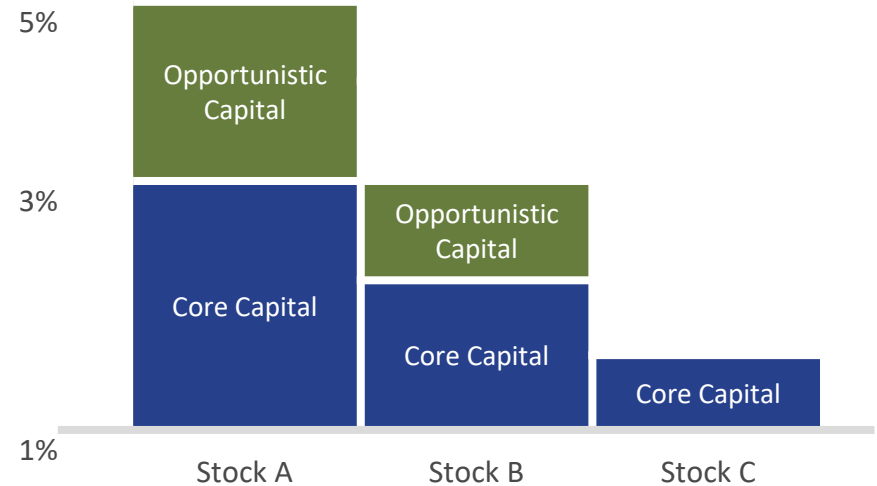 5%
Opportunistic
Capital
3%
Opportunistic
Capital
Core Capital
Core Capital
Core Capital
1%
Stock A
Stock B
Stock C